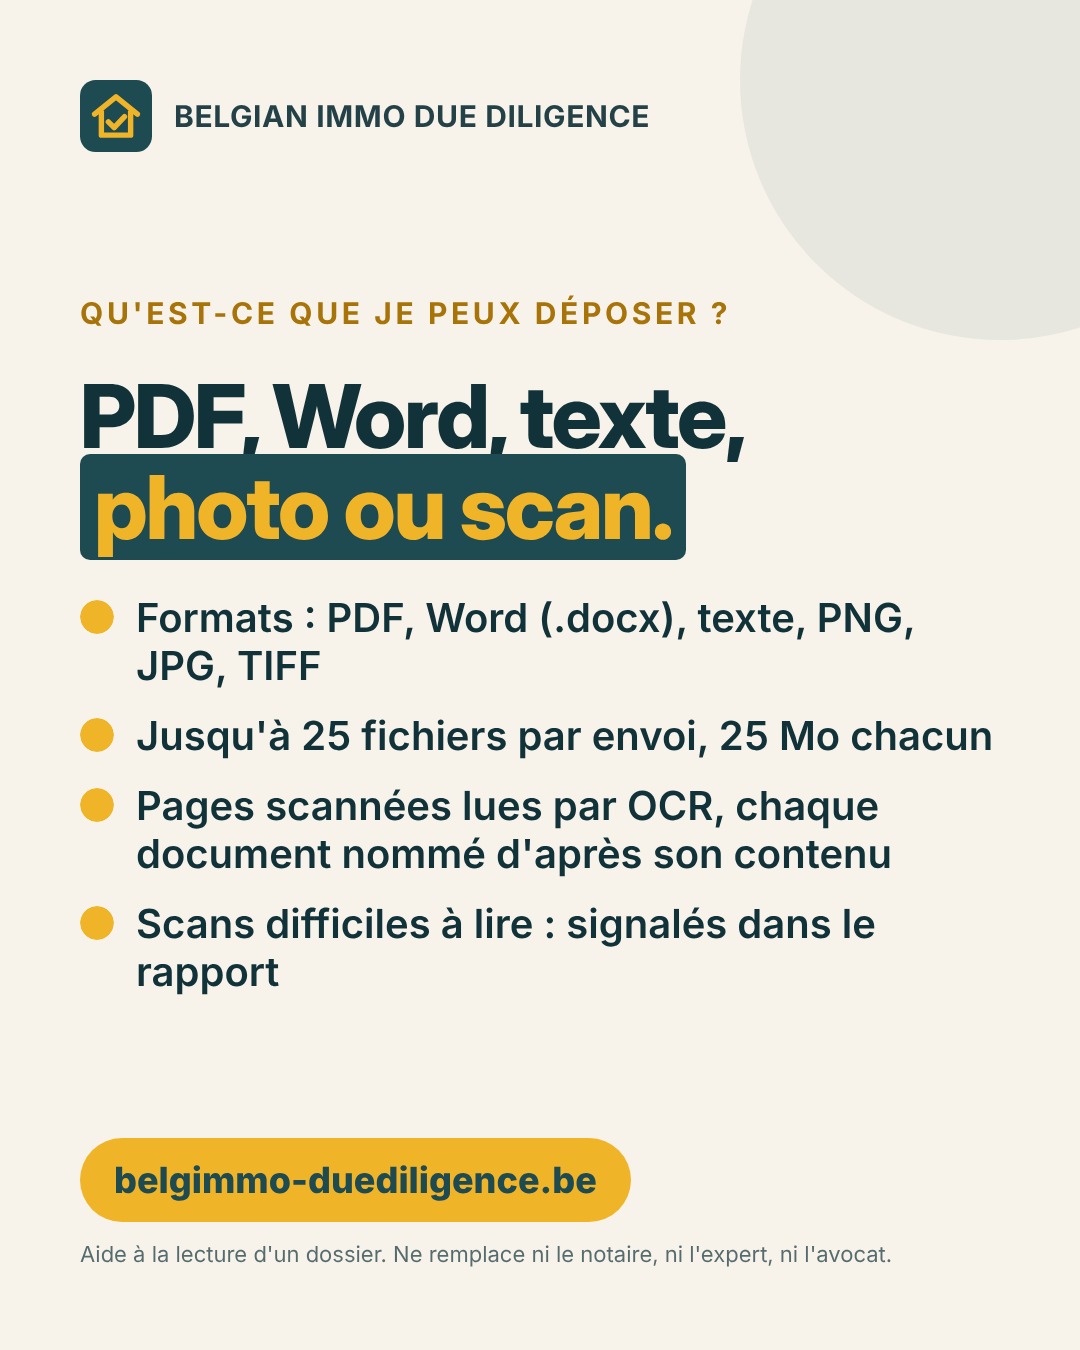 BELGIAN IMMO DUE DILIGENCE
QU'EST-CE QUE JE PEUX DÉPOSER ?
PDF, Word, texte,
photo ou scan.
Formats : PDF, Word (.docx), texte, PNG,
JPG, TIFF
Jusqu'à 25 fichiers par envoi, 25 Mo chacun
Pages scannées lues par OCR, chaque
document nommé d'après son contenu
Scans difficiles à lire : signalés dans le
rapport
belgimmo-duediligence.be
Aide à la lecture d'un dossier. Ne remplace ni le notaire, ni l'expert, ni l'avocat.